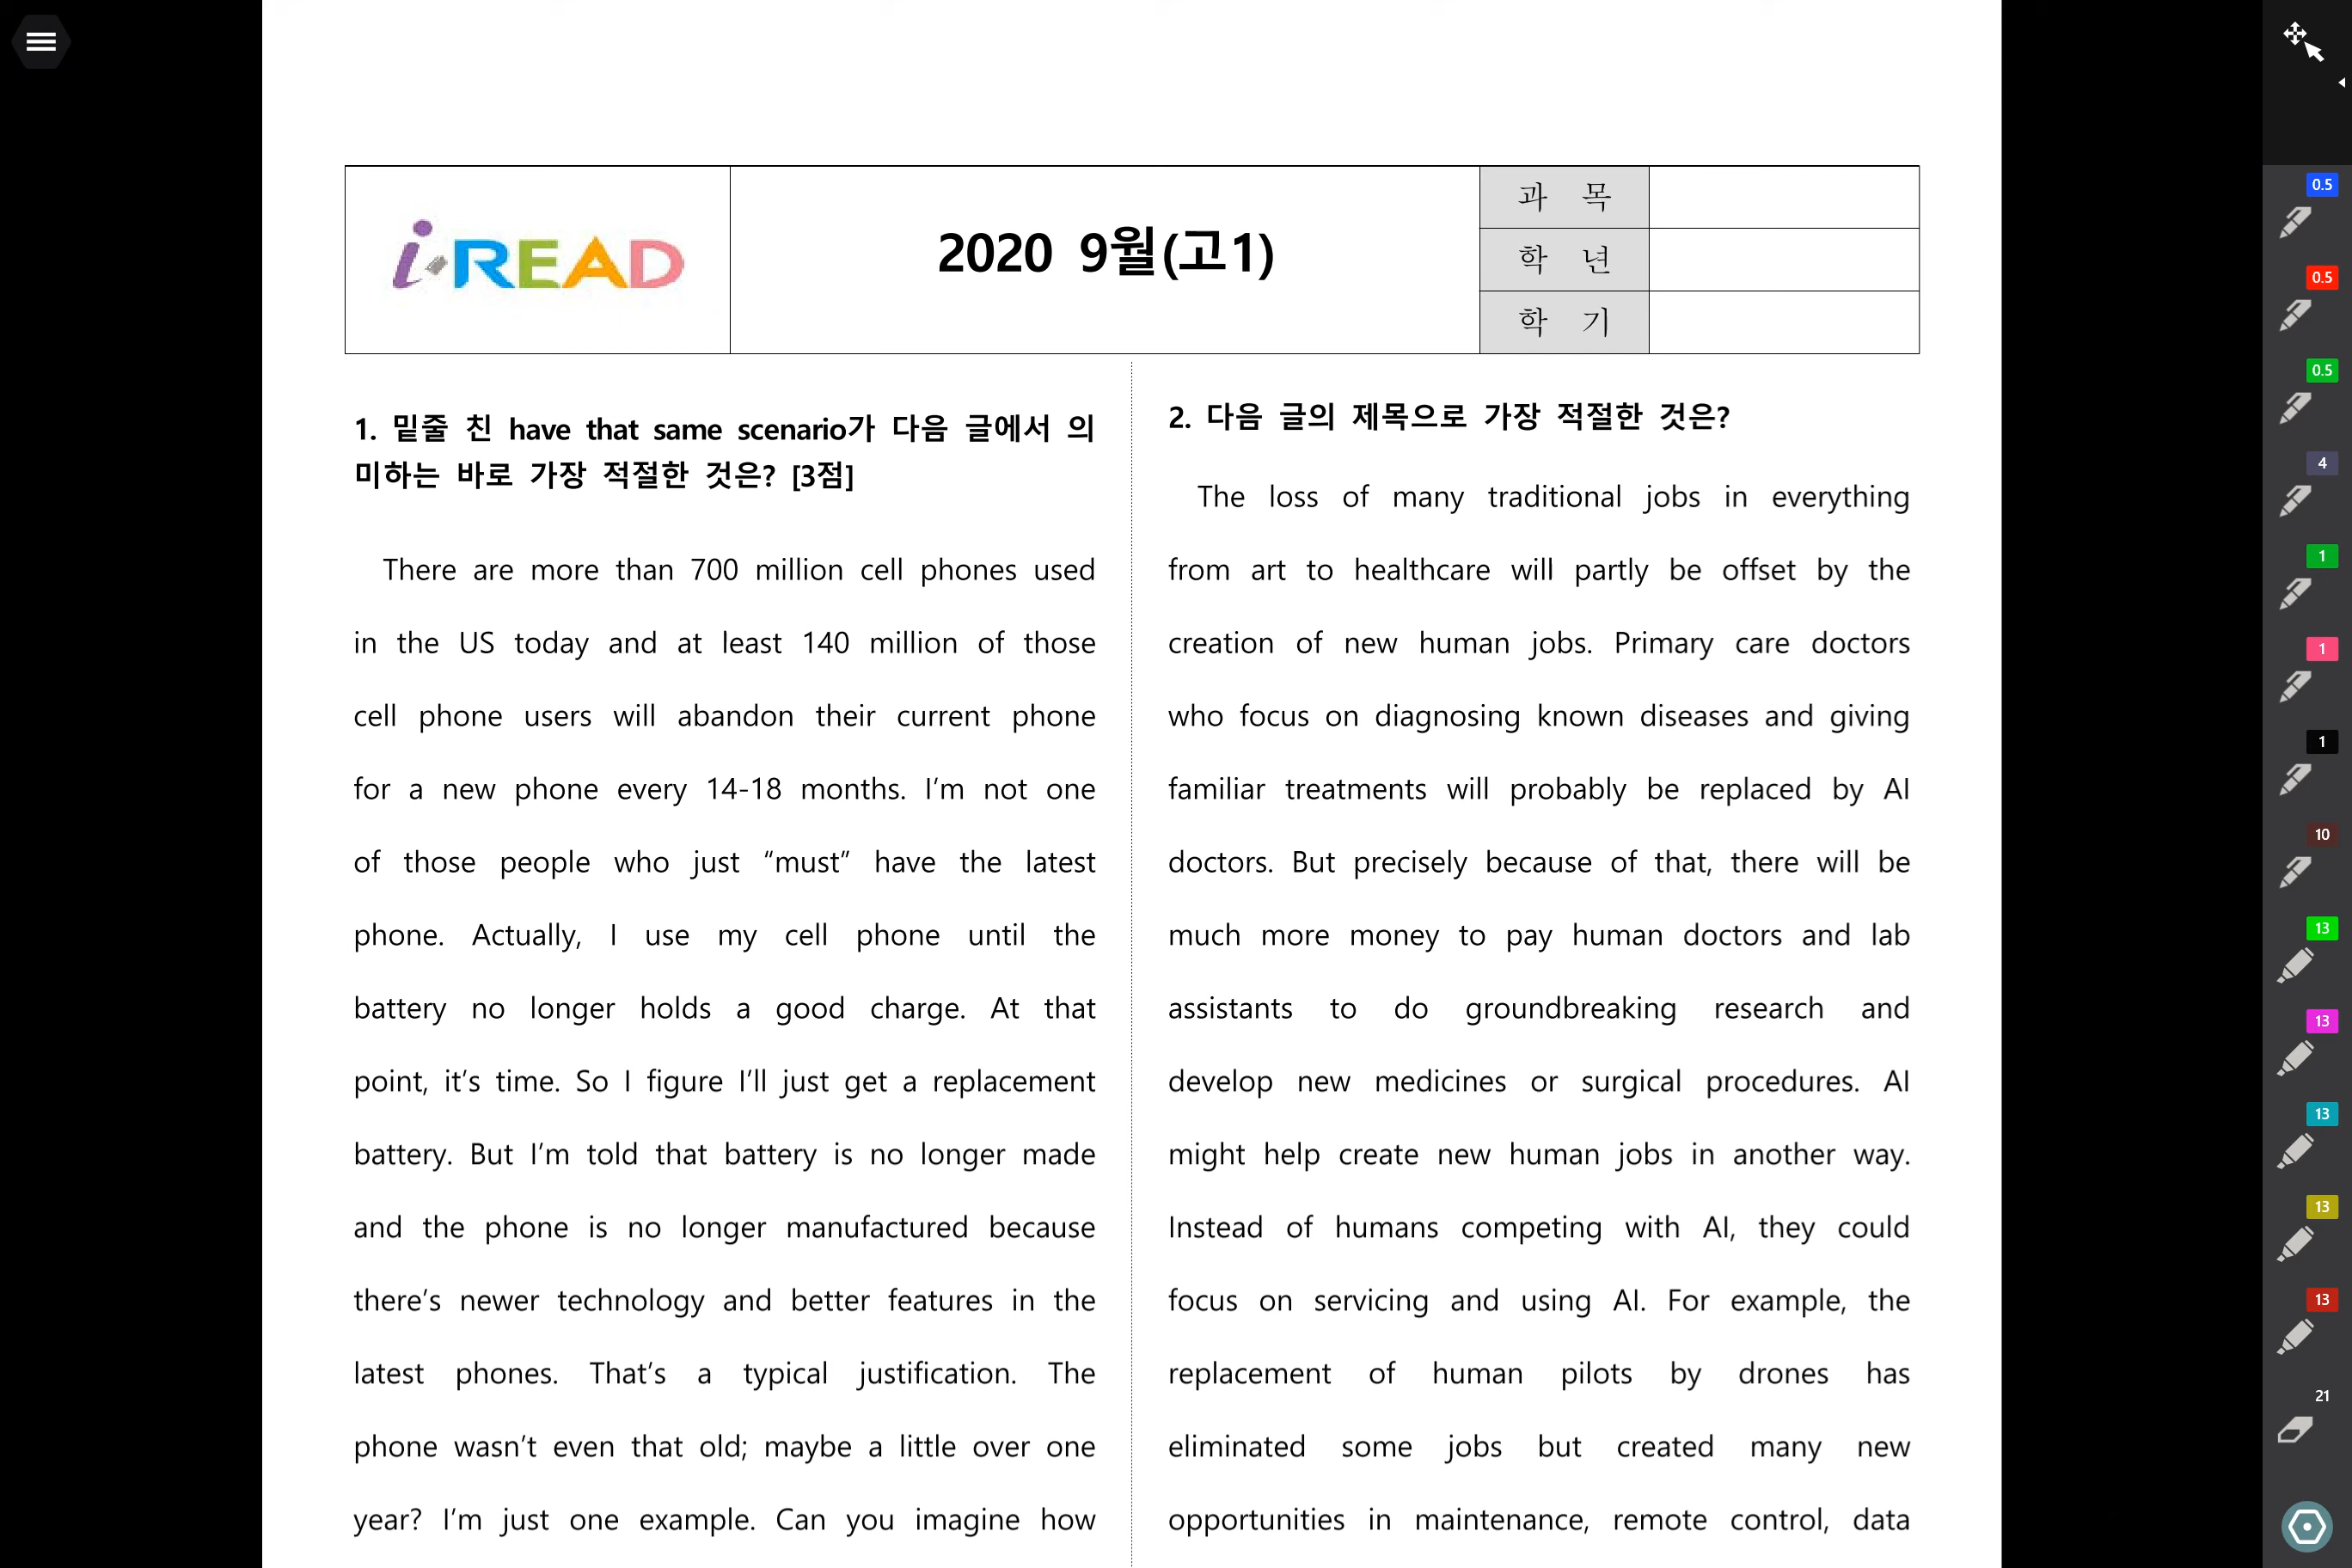 i-READ
2020 9월(고1)
과 목
학 년
학 기
1. 밑줄 친 have that same scenario가 다음 글에서 의
미하는 바로 가장 적절한 것은? [3점]
There are more than 700 million cell phones used
in the US today and at least 140 million of those
cell phone users will abandon their current phone
for a new phone every 14-18 months. I’m not one
of those people who just “must” have the latest
phone. Actually, I use my cell phone until the
battery no longer holds a good charge. At that
point, it’s time. So I figure I’ll just get a replacement
battery. But I’m told that battery is no longer made
and the phone is no longer manufactured because
there’s newer technology and better features in the
latest phones. That’s a typical justification. The
phone wasn’t even that old; maybe a little over one
year? I’m just one example. Can you imagine how
2. 다음 글의 제목으로 가장 적절한 것은?
The loss of many traditional jobs in everything
from art to healthcare will partly be offset by the
creation of new human jobs. Primary care doctors
who focus on diagnosing known diseases and giving
familiar treatments will probably be replaced by AI
doctors. But precisely because of that, there will be
much more money to pay human doctors and lab
assistants to do groundbreaking research and
develop new medicines or surgical procedures. AI
might help create new human jobs in another way.
Instead of humans competing with AI, they could
focus on servicing and using AI. For example, the
replacement of human pilots by drones has
eliminated some jobs but created many new
opportunities in maintenance, remote control, data
0.5
0.5
0.5
4
1
1
1
10
13
13
13
13
13
21